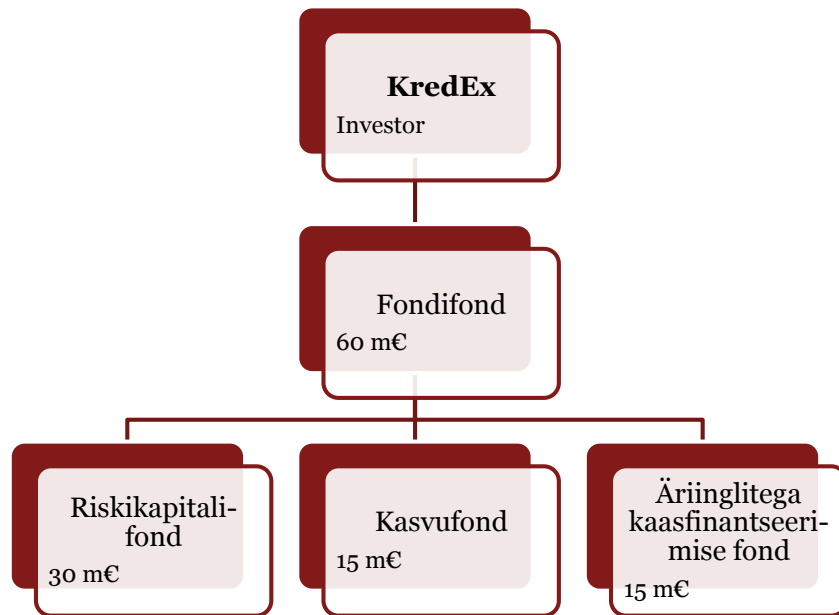 KredEx
Investor
Fondifond
60 m€
Riskikapitali-
fond
30 m€
Kasvufond
15 m€
Äriinglitega
kaasfinantseeri-
mise fond
15 m€